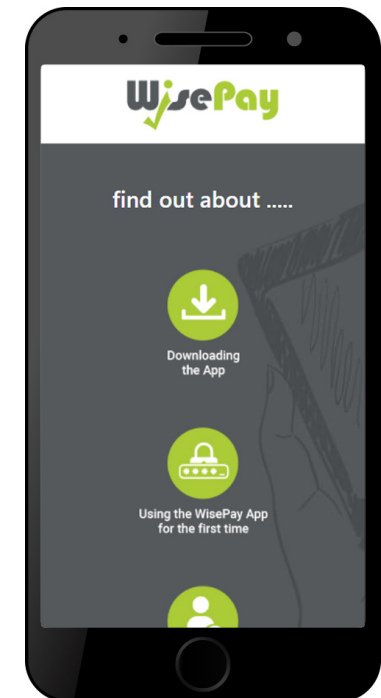 WisePay
find out about .....
Downloading
the App
Using the WisePay App
for the first time